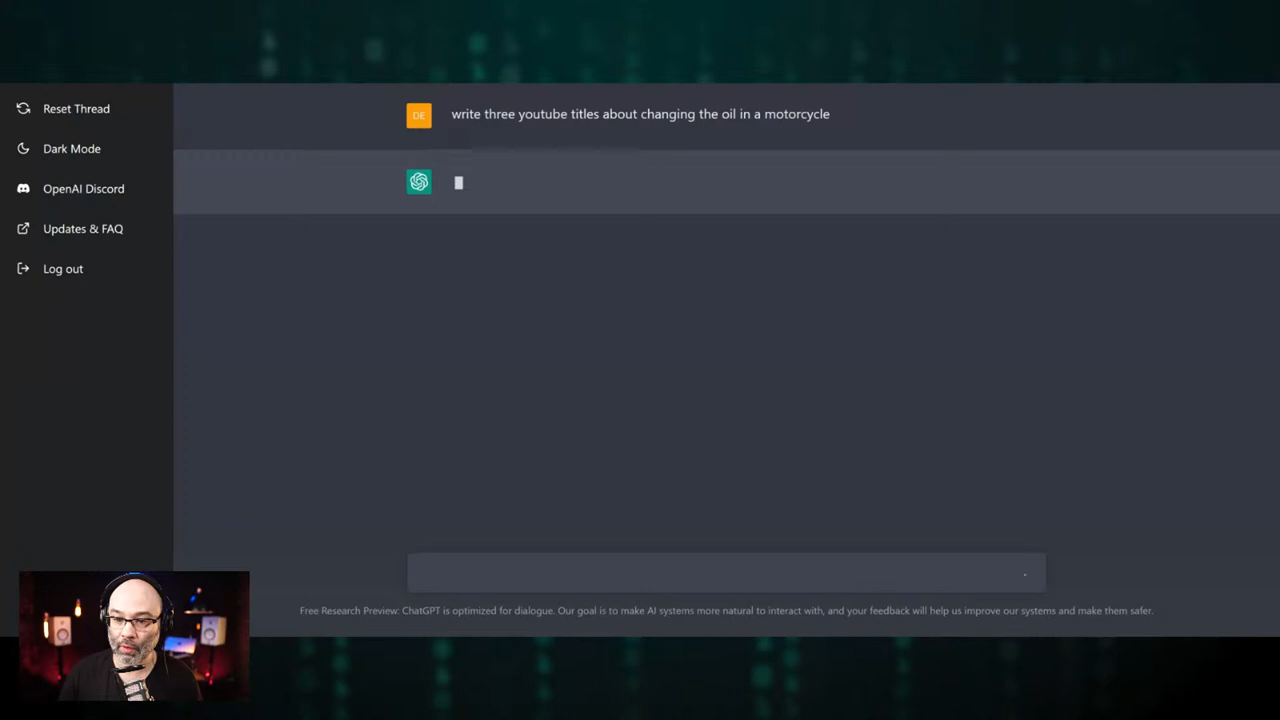 Reset Thread
Dark Mode
OpenAI Discord
Updates & FAQ
Log out
DE
write three youtube titles about changing the oil in a motorcycle
Free Research Preview: ChatGPT is optimized for dialogue. Our goal is to make AI systems more natural to interact with, and your feedback will help us improve our systems and make them safer.